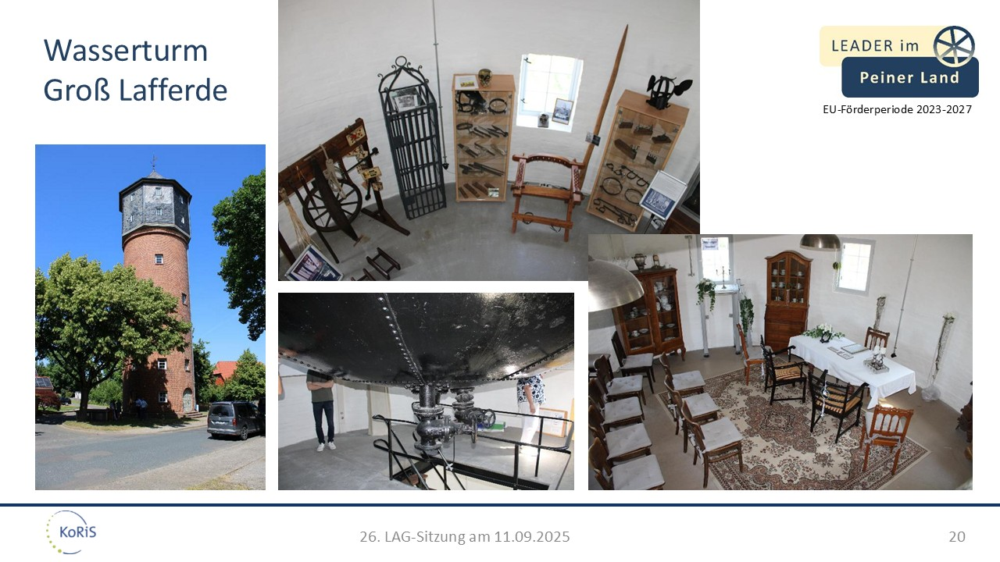 Wasserturm
Groß Lafferde
LEADER im
Peiner Land
EU-Förderperiode 2023-2027
KoRiS
26. LAG-Sitzung am 11.09.2025
20